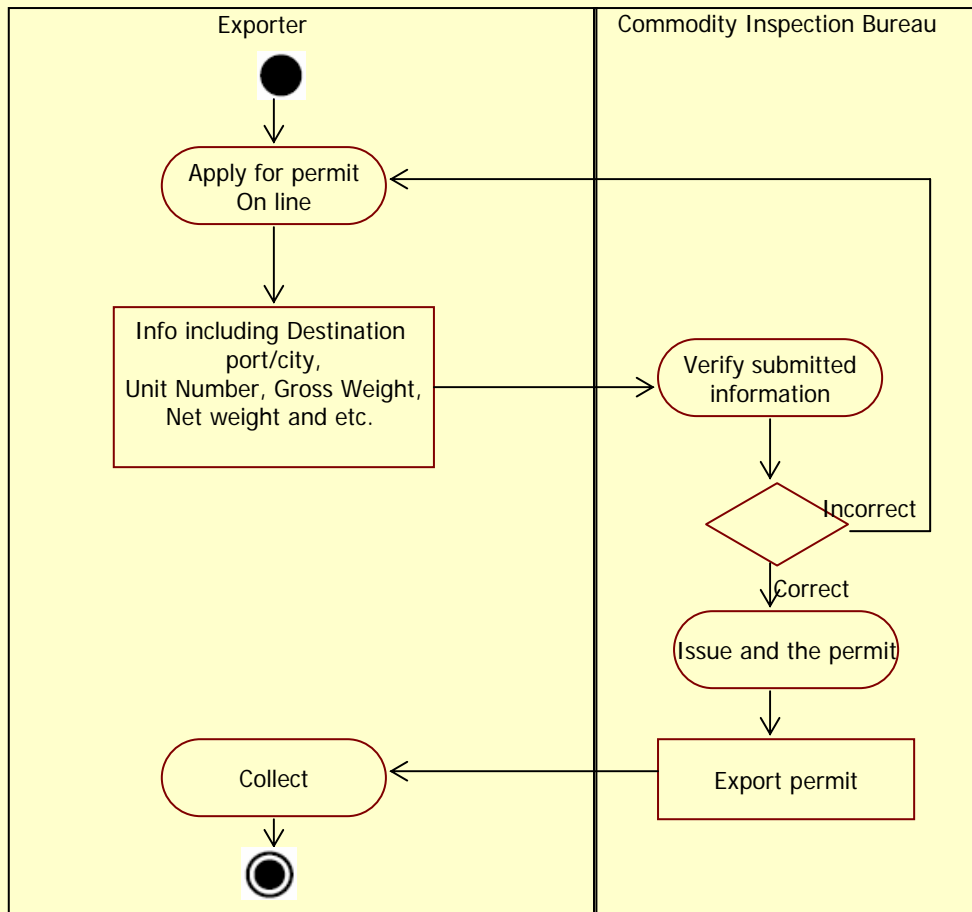 Exporter
Commodity Inspection Bureau
Apply for permit
On line
Info including Destination
port/city,
Unit Number, Gross Weight,
Net weight and etc.
Verify submitted
information
Incorrect
Correct
Issue and the permit
Export permit
Collect